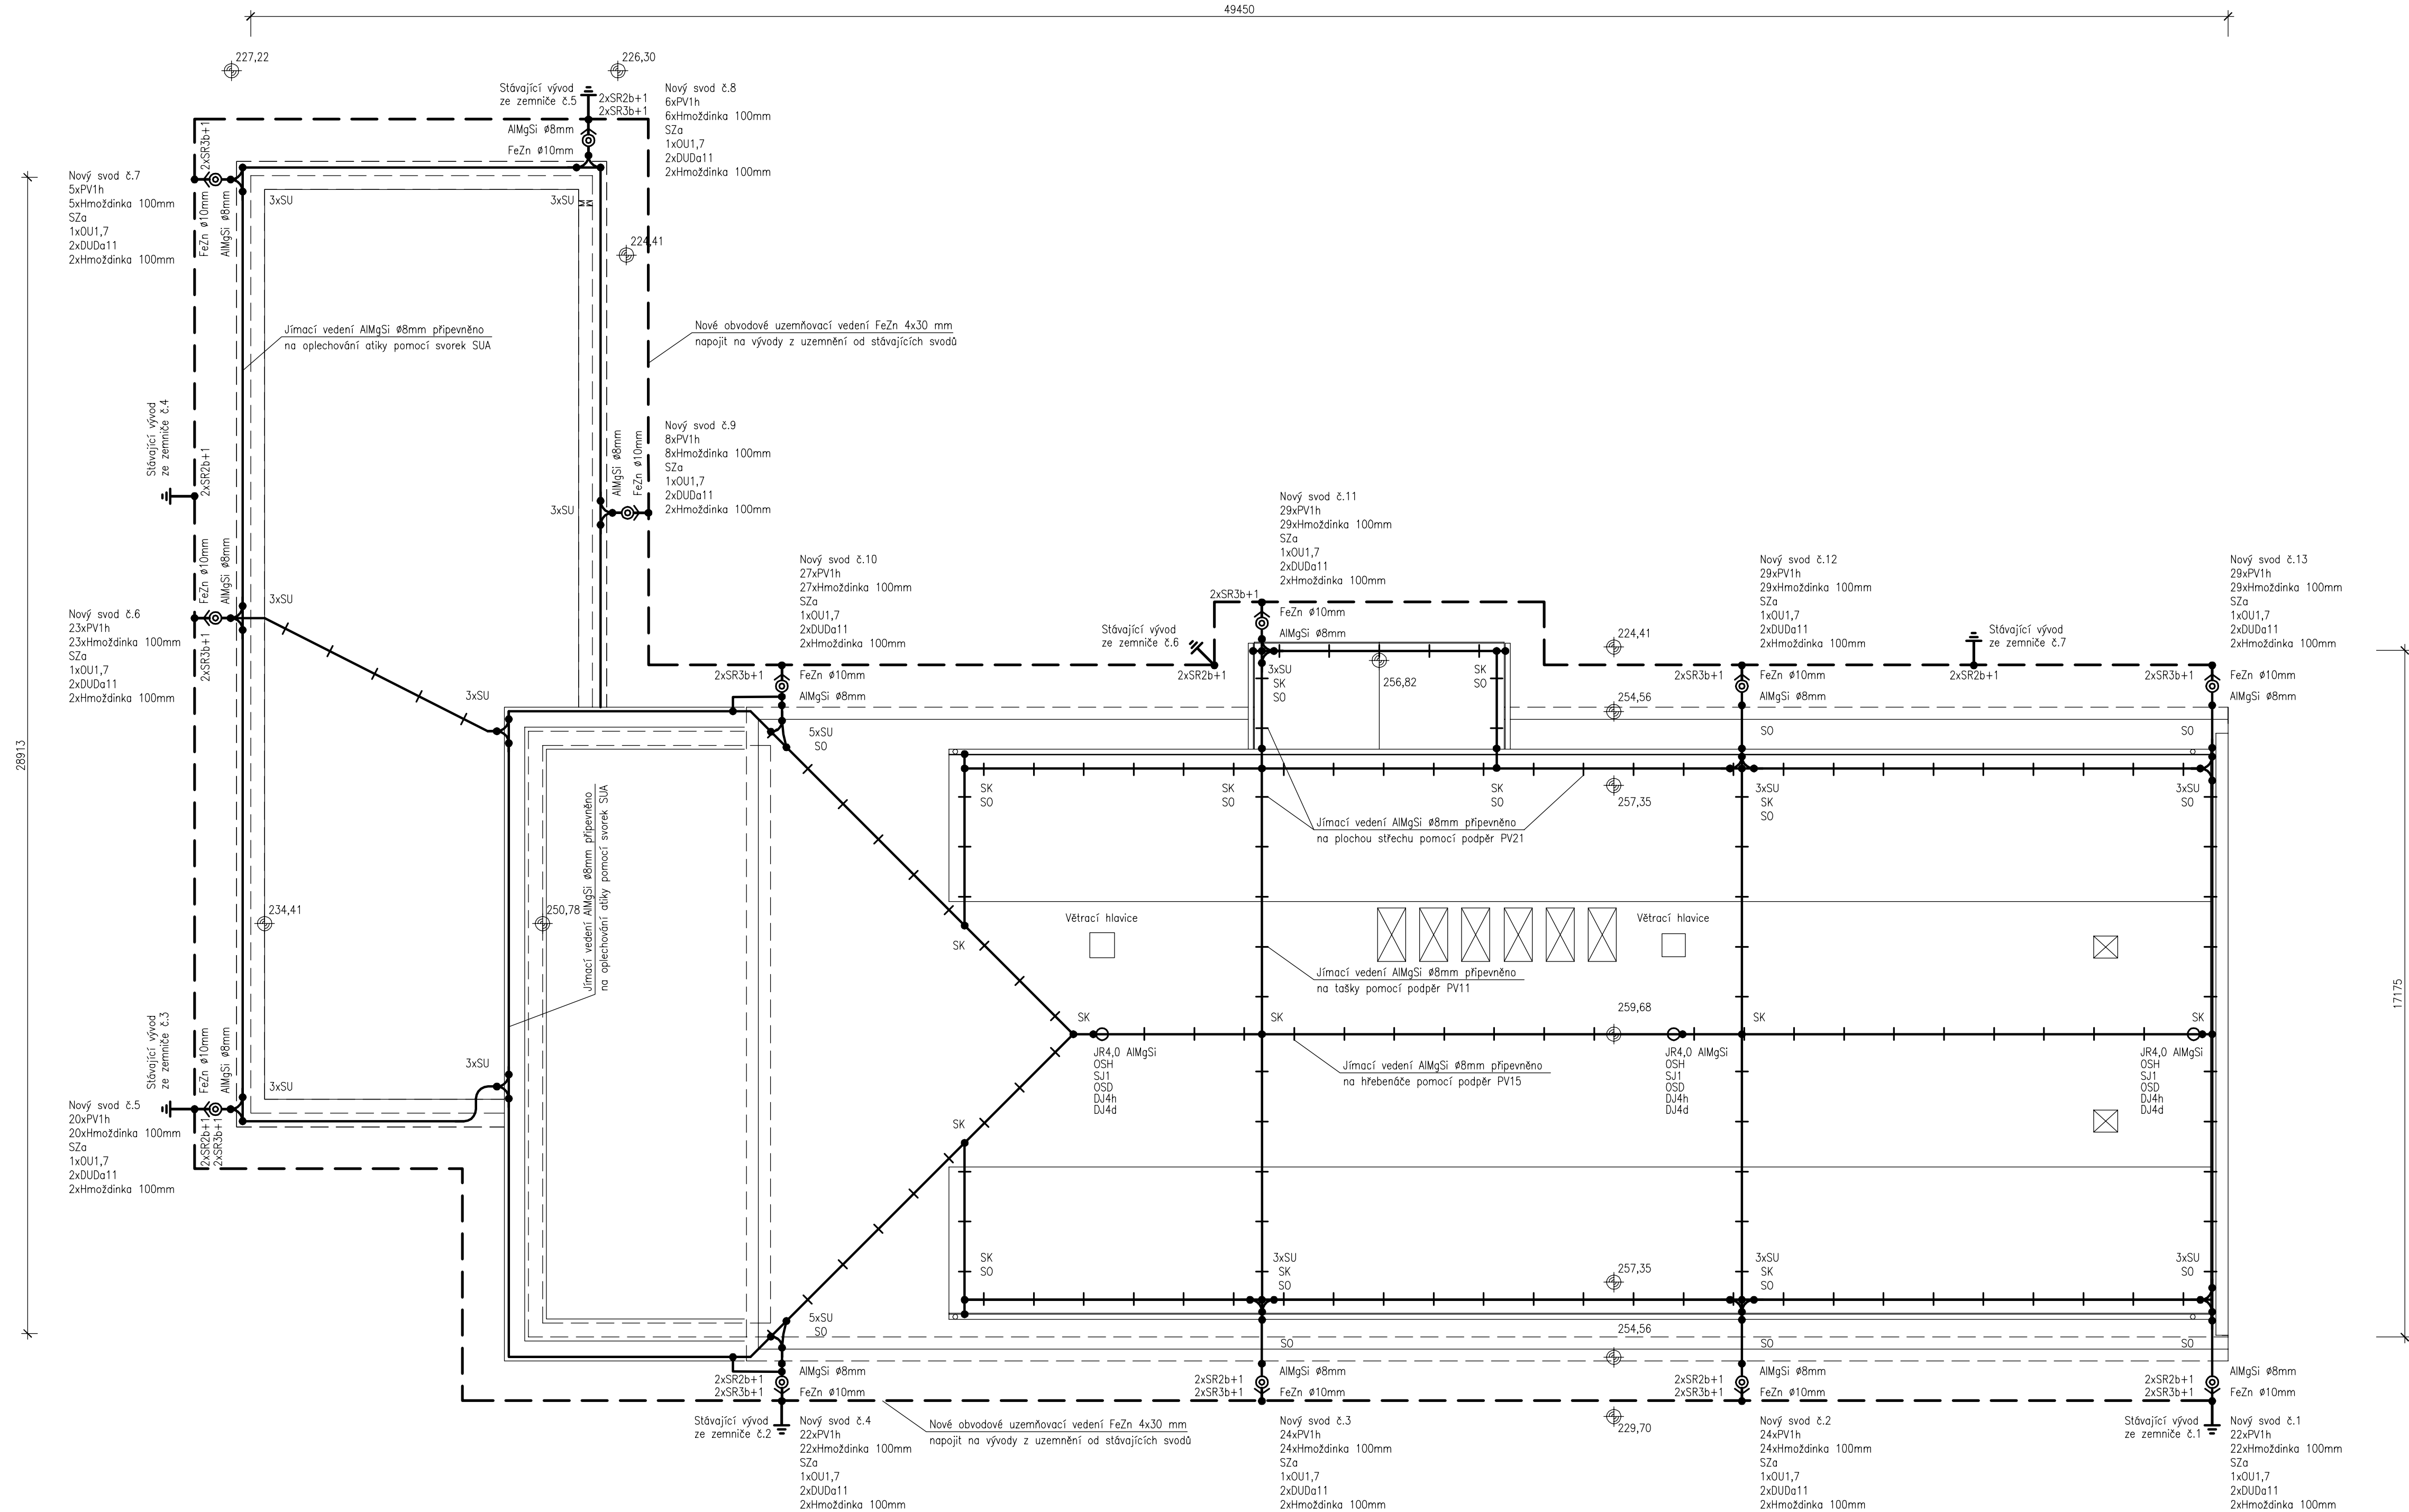 49450
227,22
226,30
Stávající vývod
ze zemniče č.5
2xSR2b+1
2xSR3b+1
AlMgSi ø8mm
FeZn ø10mm
Nový svod č.8
6xPV1h
6xHmoždinka 100mm
SZa
1xOU1,7
2xDUDa11
2xHmoždinka 100mm
2xSR3b+1
Nový svod č.7
5xPV1h
5xHmoždinka 100mm
SZa
1xOU1,7
2xDUDa11
2xHmoždinka 100mm
FeZn ø10mm
AlMgSi ø8mm
3xSU
3xSU
224,41
Jímací vedení AlMgSi ø8mm připevněno
na oplechování atiky pomocí svorek SUA
Nové obvodové uzemňovací vedení FeZn 4x30 mm
napojit na vývody z uzemnění od stávajících svodů
Stávající vývod
ze zemniče č.4
2xSR2b+1
3xSU
AlMgSi ø8mm
FeZn ø10mm
Nový svod č.9
8xPV1h
8xHmoždinka 100mm
SZa
1xOU1,7
2xDUDa11
2xHmoždinka 100mm
Nový svod č.11
29xPV1h
29xHmoždinka 100mm
SZa
1xOU1,7
2xDUDa11
2xHmoždinka 100mm
Nový svod č.10
27xPV1h
27xHmoždinka 100mm
SZa
1xOU1,7
2xDUDa11
2xHmoždinka 100mm
Nový svod č.12
29xPV1h
29xHmoždinka 100mm
SZa
1xOU1,7
2xDUDa11
2xHmoždinka 100mm
Nový svod č.13
29xPV1h
29xHmoždinka 100mm
SZa
1xOU1,7
2xDUDa11
2xHmoždinka 100mm
FeZn ø10mm
AlMgSi ø8mm
3xSU
Nový svod č.6
23xPV1h
23xHmoždinka 100mm
SZa
1xOU1,7
2xDUDa11
2xHmoždinka 100mm
2xSR3b+1
3xSU
2xSR3b+1
FeZn ø10mm
AlMgSi ø8mm
Stávající vývod
ze zemniče č.6
2xSR2b+1
2xSR3b+1
FeZn ø10mm
AlMgSi ø8mm
3xSU
SK
SO
SK
SO
256,82
224,41
254,56
2xSR3b+1
FeZn ø10mm
AlMgSi ø8mm
Stávající vývod
ze zemniče č.7
2xSR2b+1
2xSR3b+1
FeZn ø10mm
AlMgSi ø8mm
5xSU
SO
SO
SO
28913
SK
SO
SK
SO
SK
SO
257,35
3xSU
SK
SO
3xSU
SO
Jímací vedení AlMgSi ø8mm připevněno
na plochou střechu pomocí podpěr PV21
Jímací vedení AlMgSi ø8mm připevněno
na oplechování atiky pomocí svorek SUA
234,41
250,78
SK
Větrací hlavice
Větrací hlavice
Jímací vedení AlMgSi ø8mm připevněno
na tašky pomocí podpěr PV11
17175
SK
SK
259,68
SK
SK
JR4,0 AlMgSi
OSH
SJ1
OSD
DJ4h
DJ4d
Jímací vedení AlMgSi ø8mm připevněno
na hřebenáče pomocí podpěr PV15
JR4,0 AlMgSi
OSH
SJ1
OSD
DJ4h
DJ4d
JR4,0 AlMgSi
OSH
SJ1
OSD
DJ4h
DJ4d
Stávající vývod
ze zemniče č.3
FeZn ø10mm
AlMgSi ø8mm
3xSU
3xSU
Nový svod č.5
20xPV1h
20xHmoždinka 100mm
SZa
1xOU1,7
2xDUDa11
2xHmoždinka 100mm
2xSR2b+1
2xSR3b+1
SK
SK
SO
3xSU
SK
SO
257,35
3xSU
SK
SO
3xSU
SO
5xSU
SO
SO
254,56
SO
SO
2xSR2b+1
2xSR3b+1
AlMgSi ø8mm
FeZn ø10mm
2xSR2b+1
2xSR3b+1
AlMgSi ø8mm
FeZn ø10mm
2xSR2b+1
2xSR3b+1
AlMgSi ø8mm
FeZn ø10mm
2xSR2b+1
2xSR3b+1
AlMgSi ø8mm
FeZn ø10mm
Stávající vývod
ze zemniče č.2
Nový svod č.4
22xPV1h
22xHmoždinka 100mm
SZa
1xOU1,7
2xDUDa11
2xHmoždinka 100mm
Nové obvodové uzemňovací vedení FeZn 4x30 mm
napojit na vývody z uzemnění od stávajících svodů
Nový svod č.3
24xPV1h
24xHmoždinka 100mm
SZa
1xOU1,7
2xDUDa11
2xHmoždinka 100mm
229,70
Nový svod č.2
24xPV1h
24xHmoždinka 100mm
SZa
1xOU1,7
2xDUDa11
2xHmoždinka 100mm
Stávající vývod
ze zemniče č.1
Nový svod č.1
22xPV1h
22xHmoždinka 100mm
SZa
1xOU1,7
2xDUDa11
2xHmoždinka 100mm